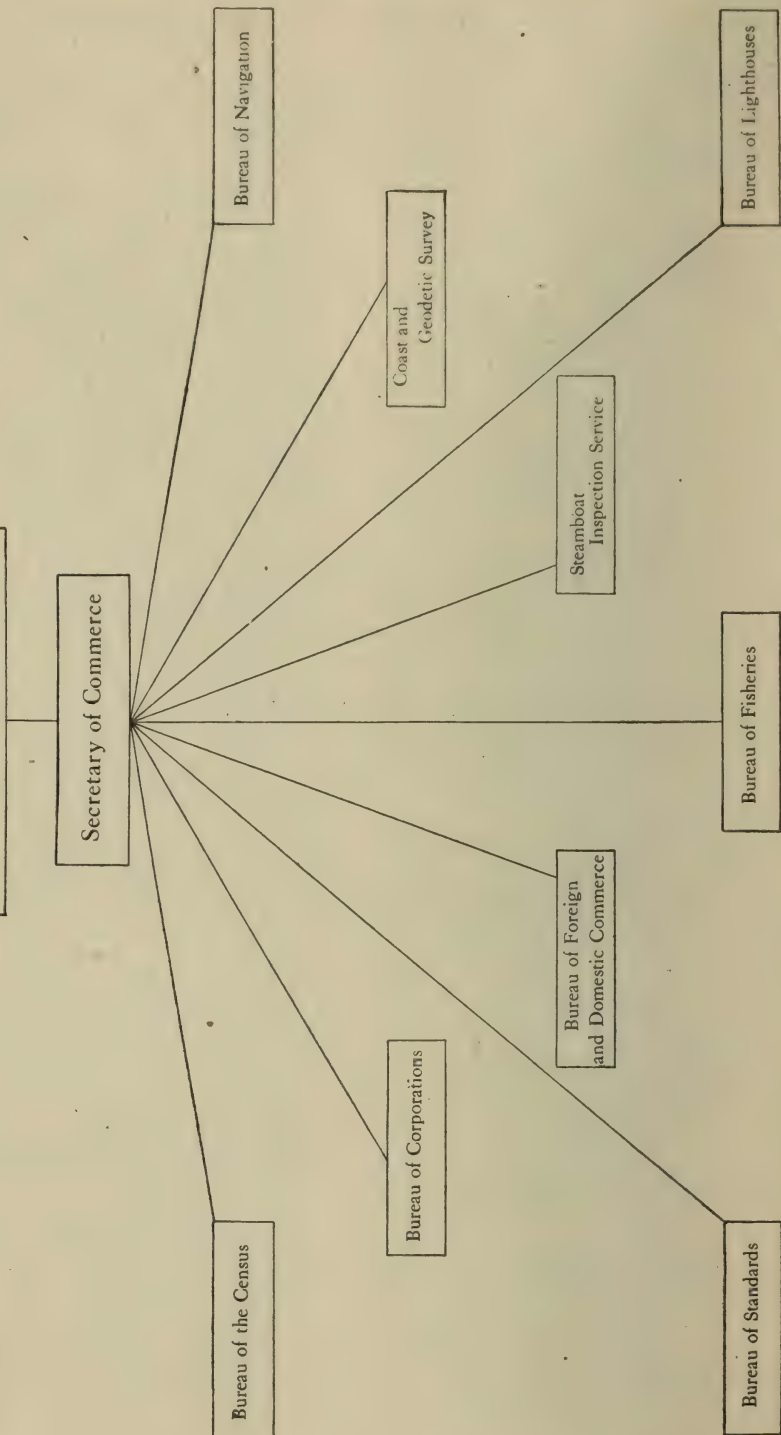 Secretary of Commerce
Bureau of the Census
Bureau of Navigation
Bureau of Corporations
Coast and
Geodetic Survey
Bureau of Foreign
and Domestic Commerce
Steamboat
Inspection Service
Bureau of Standards
Bureau of Fisheries
Bureau of Lighthouses